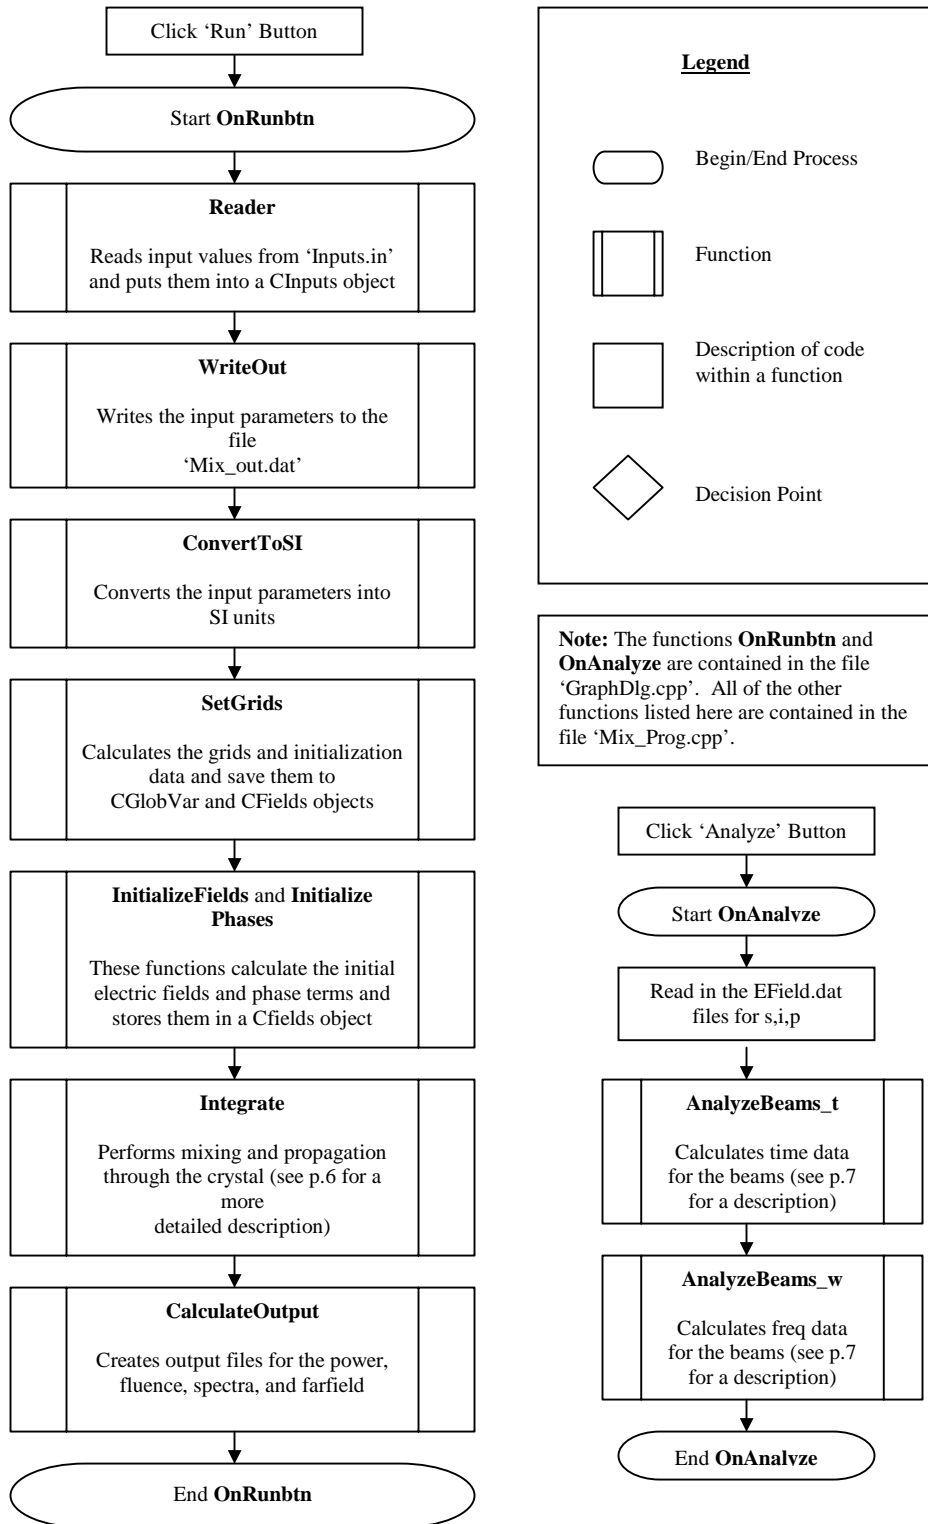 Click ‘Run’ Button
Start OnRunbtn
Reader
Reads input values from ‘Inputs.in’
and puts them into a CInputs object
WriteOut
Writes the input parameters to the
file
‘Mix_out.dat’
ConvertToSI
Converts the input parameters into
SI units
SetGrids
Calculates the grids and initialization
data and save them to
CGlobVar and CFields objects
InitializeFields and Initialize
Phases
These functions calculate the initial
electric fields and phase terms and
stores them in a Cfields object
Integrate
Performs mixing and propagation
through the crystal (see p.6 for a
more
detailed description)
CalculateOutput
Creates output files for the power,
fluence, spectra, and farfield
End OnRunbtn
Legend
Begin/End Process
Function
Description of code
within a function
Decision Point
Note: The functions OnRunbtn and
OnAnalyze are contained in the file
‘GraphDlg.cpp’. All of the other
functions listed here are contained in the
file ‘Mix_Prog.cpp’.
Click ‘Analyze’ Button
Start OnAnalyze
Read in the EField.dat
files for s,i,p
AnalyzeBeams_t
Calculates time data
for the beams (see p.7
for a description)
AnalyzeBeams_w
Calculates freq data
for the beams (see p.7
for a description)
End OnAnalyze